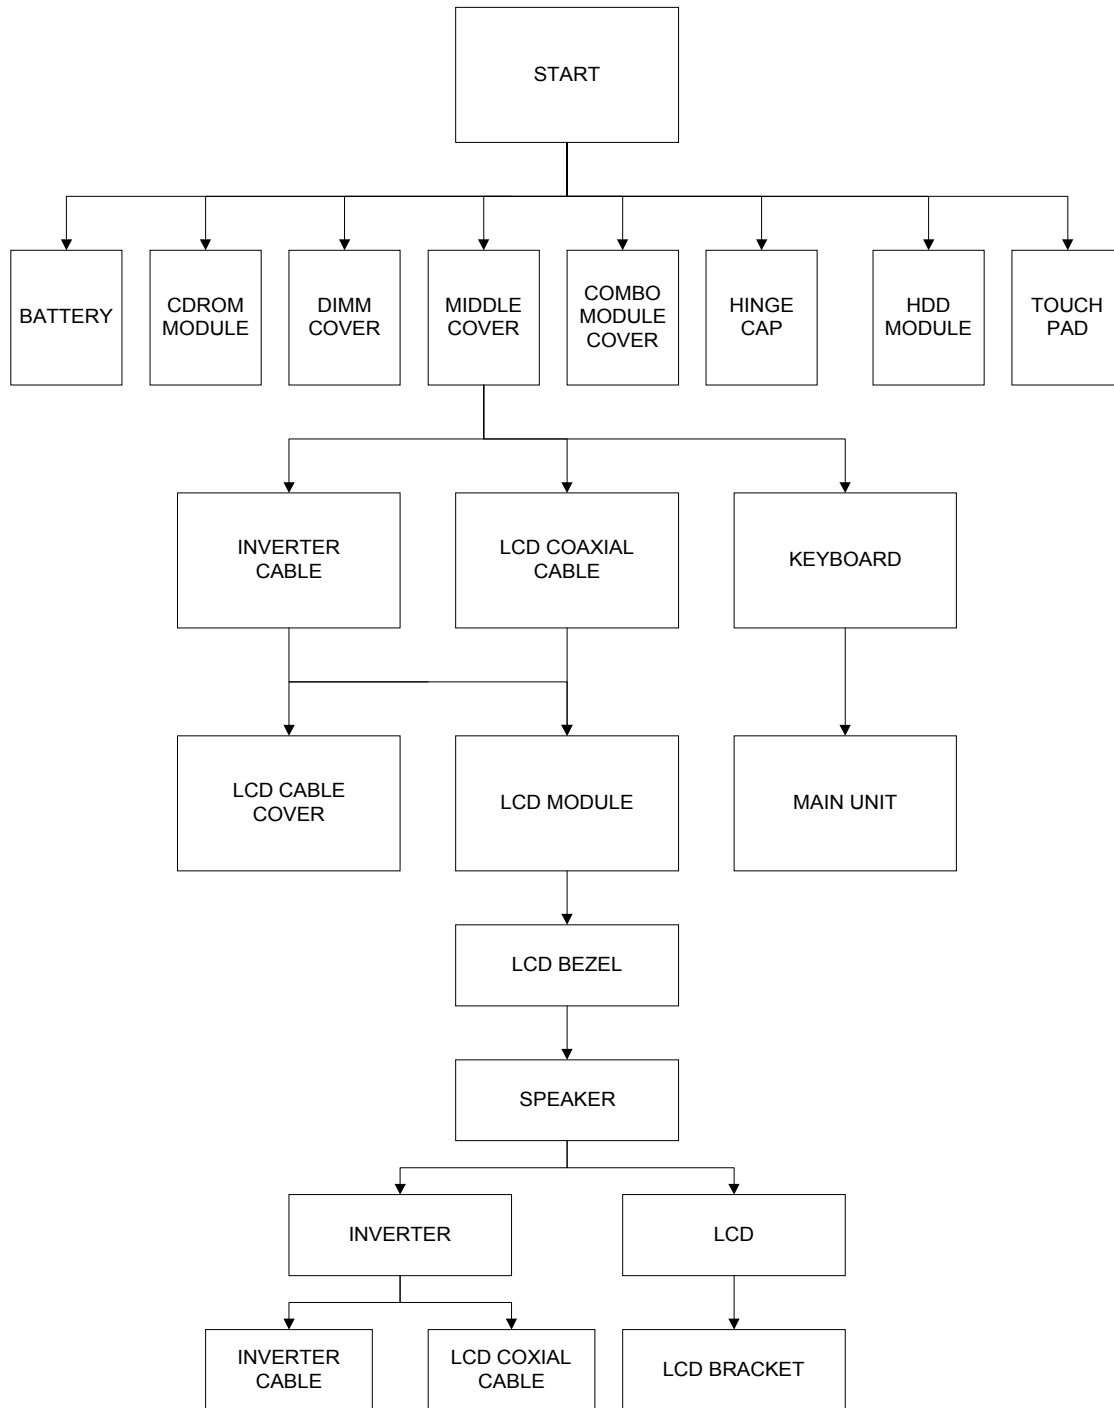 START
BATTERY
CDROM
MODULE
DIMM
COVER
MIDDLE
COVER
COMBO
MODULE
COVER
HINGE
CAP
HDD
MODULE
TOUCH
PAD
INVERTER
CABLE
LCD COAXIAL
CABLE
KEYBOARD
LCD CABLE
COVER
LCD MODULE
MAIN UNIT
LCD BEZEL
SPEAKER
INVERTER
LCD
INVERTER
CABLE
LCD COXIAL
CABLE
LCD BRACKET